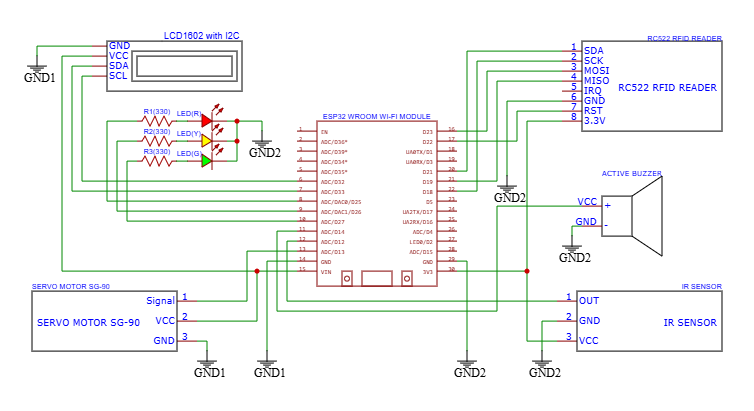 LCD1602 with I2C
GND
VCC
SDA
SCL
GND1
R1(330) LED(R)
R2(330) LED(Y)
R3(330) LED(G)
GND2
ESP32 WROOM WI-FI MODULE
1 EN
2 ADC/D36*
3 ADC/D39*
4 ADC/D34*
5 ADC/D35*
6 ADC/D32
7 ADC/D33
8 ADC/DAC0/D25
9 ADC/DAC1/D26
10 ADC/D27
11 ADC/D14
12 ADC/D12
13 ADC/D13
14 GND
15 VIN
D23 16
D22 17
UA0TX/D1 18
UA0RX/D3 19
D21 20
D19 21
D18 22
D5 23
UA2TX/D17 24
UA2RX/D16 25
ADC/D4 26
LED0/D2 27
ADC/D15 28
GND 29
3V3 30
RC522 RFID READER
1 SDA
2 SCK
3 MOSI
4 MISO
5 IRQ
6 GND
7 RST
8 3.3V
RC522 RFID READER
GND2
ACTIVE BUZZER
VCC +
GND -
GND2
SERVO MOTOR SG-90
SERVO MOTOR SG-90
Signal 1
VCC 2
GND 3
GND1
GND1
GND2
IR SENSOR
1 OUT
2 GND
3 VCC
IR SENSOR
GND2